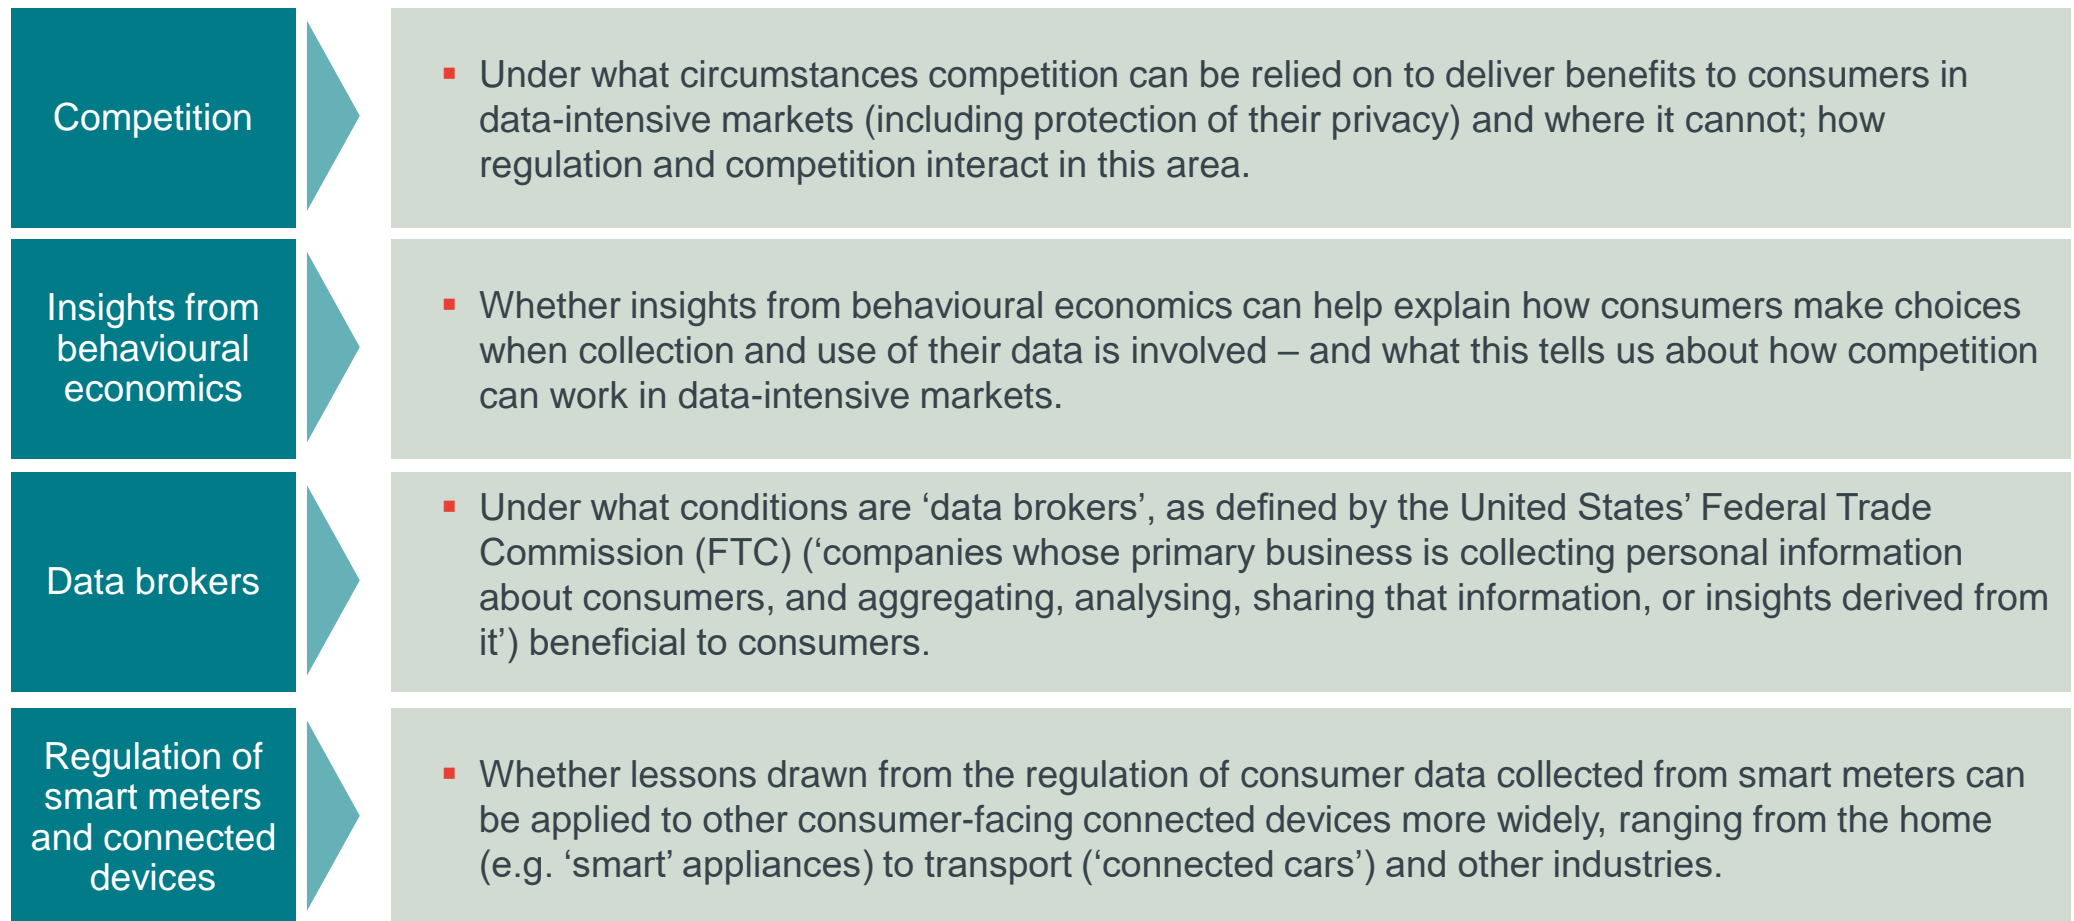 Competition
▪ Under what circumstances competition can be relied on to deliver benefits to consumers in
data-intensive markets (including protection of their privacy) and where it cannot; how
regulation and competition interact in this area.
Insights from
behavioural
economics
▪ Whether insights from behavioural economics can help explain how consumers make choices
when collection and use of their data is involved – and what this tells us about how competition
can work in data-intensive markets.
Data brokers
▪ Under what conditions are ‘data brokers’, as defined by the United States’ Federal Trade
Commission (FTC) (‘companies whose primary business is collecting personal information
about consumers, and aggregating, analysing, sharing that information, or insights derived from
it’) beneficial to consumers.
Regulation of
smart meters
and connected
devices
▪ Whether lessons drawn from the regulation of consumer data collected from smart meters can
be applied to other consumer-facing connected devices more widely, ranging from the home
(e.g. ‘smart’ appliances) to transport (‘connected cars’) and other industries.